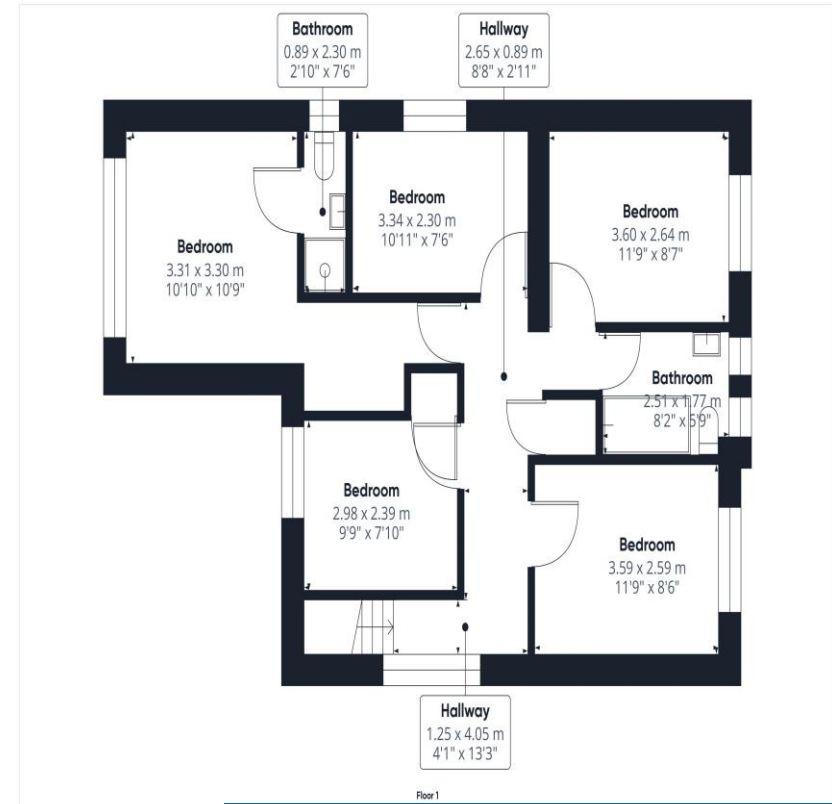 Bathroom
0.89 x 2.30 m
2'10" x 7'6"
Hallway
2.65 x 0.89 m
8'8" x 2'11"
Bedroom
3.31 x 3.30 m
10'10" x 10'9"
Bedroom
3.34 x 2.30 m
10'11" x 7'6"
Bedroom
3.60 x 2.64 m
11'9" x 8'7"
Bathroom
2.51 x 1.77 m
8'2" x 5'9"
Bedroom
2.98 x 2.39 m
9'9" x 7'10"
Bedroom
3.59 x 2.59 m
11'9" x 8'6"
Hallway
1.25 x 4.05 m
4'1" x 13'3"
Floor 1